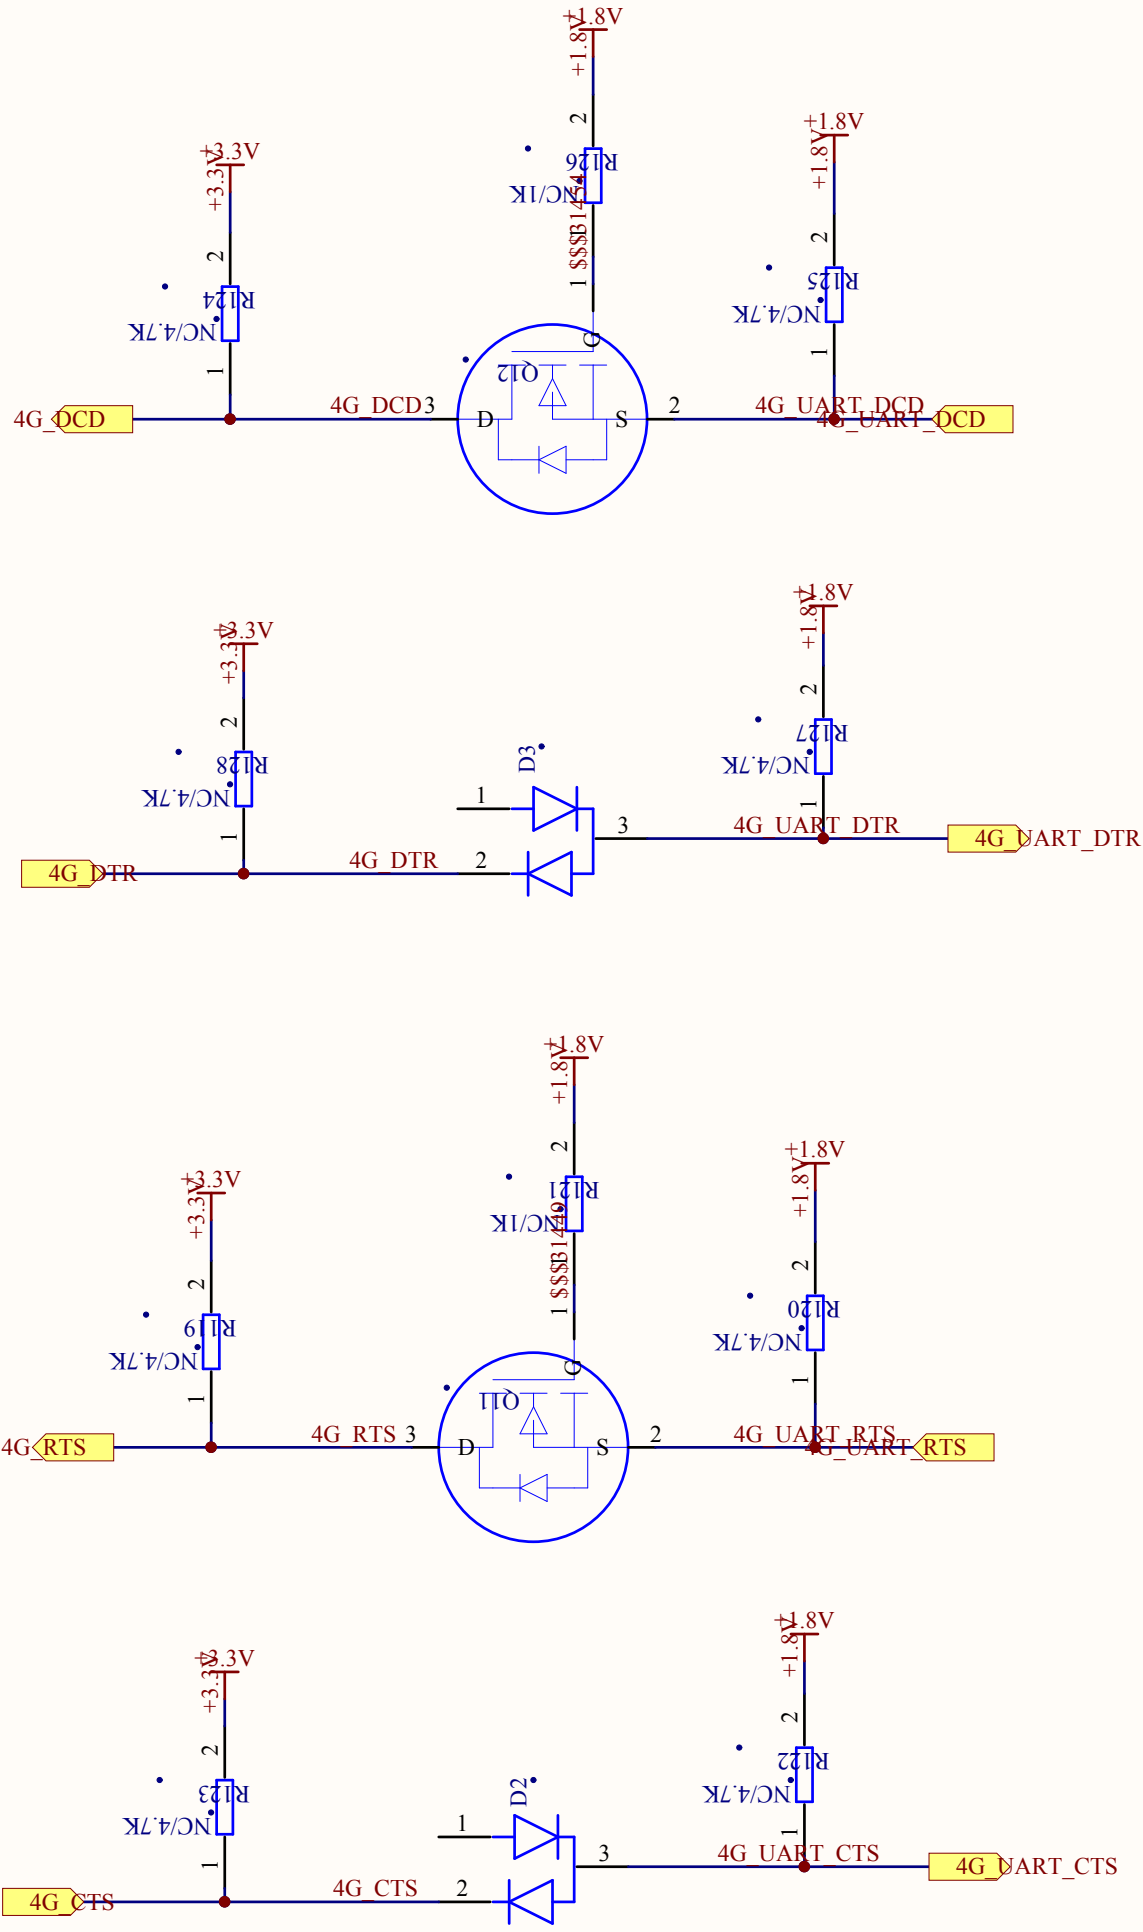 +1.8V
+1.8V
2
R126
NC/1K
$$$31454
1
1
+3.3V
+3.3V
2
R124
NC/4.7K
1
+1.8V
+1.8V
2
R125
NC/4.7K
1
G
Q12
4G_DCD
4G_DCD
3
D
S
2
4G_UART_DCD
4G_UART_DCD
+3.3V
+3.3V
2
R128
NC/4.7K
1
+1.8V
+1.8V
2
R127
NC/4.7K
1
D3
1
3
4G_UART_DTR
4G_UART_DTR
4G_DTR
4G_DTR
2
+1.8V
+1.8V
2
R121
NC/1K
$$$31449
1
1
+3.3V
+3.3V
2
R119
NC/4.7K
1
+1.8V
+1.8V
2
R120
NC/4.7K
1
G
Q11
4G_RTS
4G_RTS
3
D
S
2
4G_UART_RTS
4G_UART_RTS
+3.3V
+3.3V
2
R123
NC/4.7K
1
+1.8V
+1.8V
2
R122
NC/4.7K
1
D2
1
3
4G_UART_CTS
4G_UART_CTS
4G_CTS
4G_CTS
2